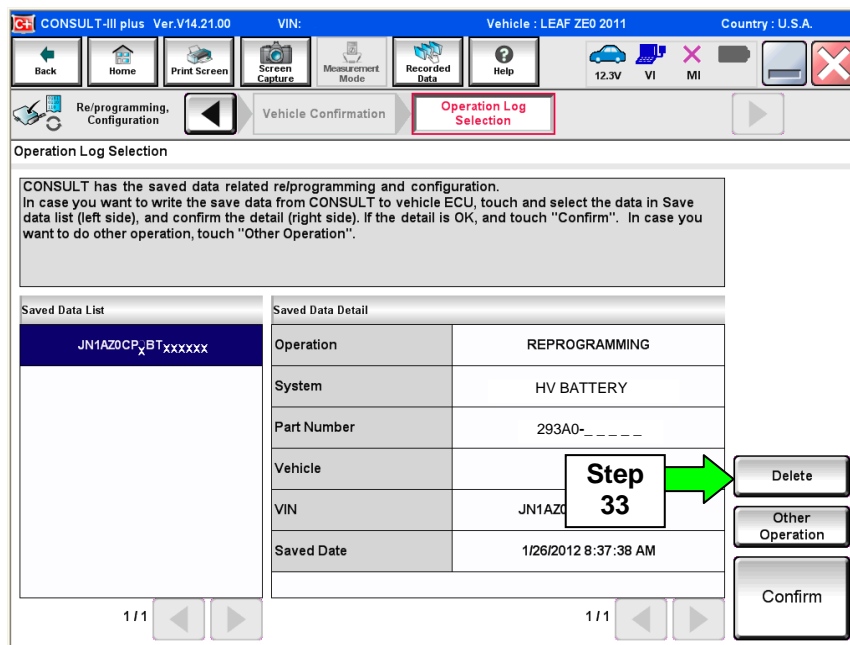 CONSULT-III plus Ver.V14.21.00 VIN: Vehicle : LEAF ZE0 2011 Country : U.S.A.
Back Home Print Screen Screen Capture Measurement Mode Recorded Data Help 12.3V VI MI
Re/programming, Configuration Vehicle Confirmation Operation Log Selection
Operation Log Selection
CONSULT has the saved data related re/programming and configuration.
In case you want to write the save data from CONSULT to vehicle ECU, touch and select the data in Save
data list (left side), and confirm the detail (right side). If the detail is OK, and touch "Confirm". In case you
want to do other operation, touch "Other Operation".
Saved Data List Saved Data Detail
JN1AZ0CPxBTxxxxxx
Operation REPROGRAMMING
System HV BATTERY
Part Number 293A0-_ _ _ _ _
Vehicle
Step
33
Delete
VIN JN1AZ0
Other
Operation
Saved Date 1/26/2012 8:37:38 AM
Confirm
1/1 1/1